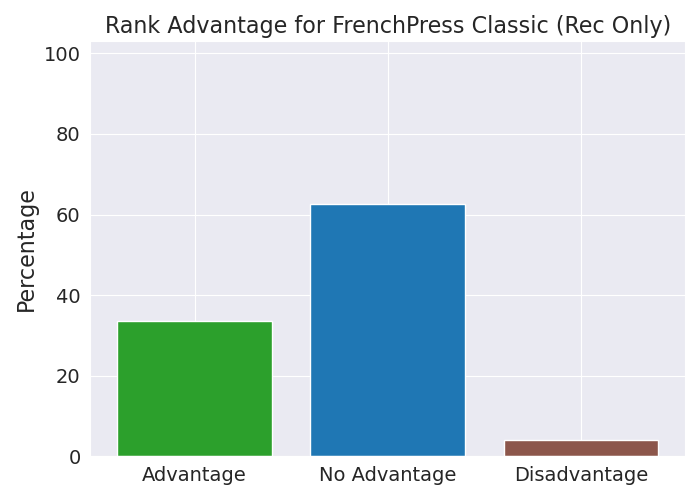 Rank Advantage for FrenchPress Classic (Rec Only)
100
80
60
40
20
0
Percentage
Advantage
No Advantage
Disadvantage